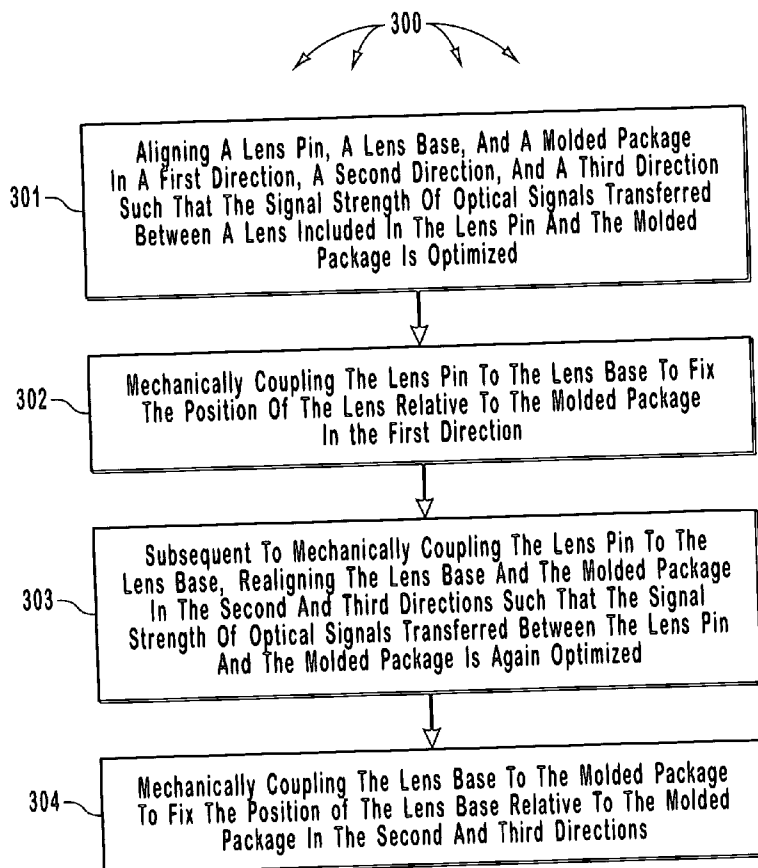 300
301
Aligning A Lens Pin, A Lens Base, And A Molded Package
In A First Direction, A Second Direction, And A Third Direction
Such That The Signal Strength Of Optical Signals Transferred
Between A Lens Included In The Lens Pin And The Molded
Package Is Optimized
302
Mechanically Coupling The Lens Pin To The Lens Base To Fix
The Position Of The Lens Relative To The Molded Package
In the First Direction
303
Subsequent To Mechanically Coupling The Lens Pin To The
Lens Base, Realigning The Lens Base And The Molded Package
In The Second And Third Directions Such That The Signal
Strength Of Optical Signals Transferred Between The Lens Pin
And The Molded Package Is Again Optimized
304
Mechanically Coupling The Lens Base To The Molded Package
To Fix The Position of The Lens Base Relative To The Molded
Package In The Second And Third Directions